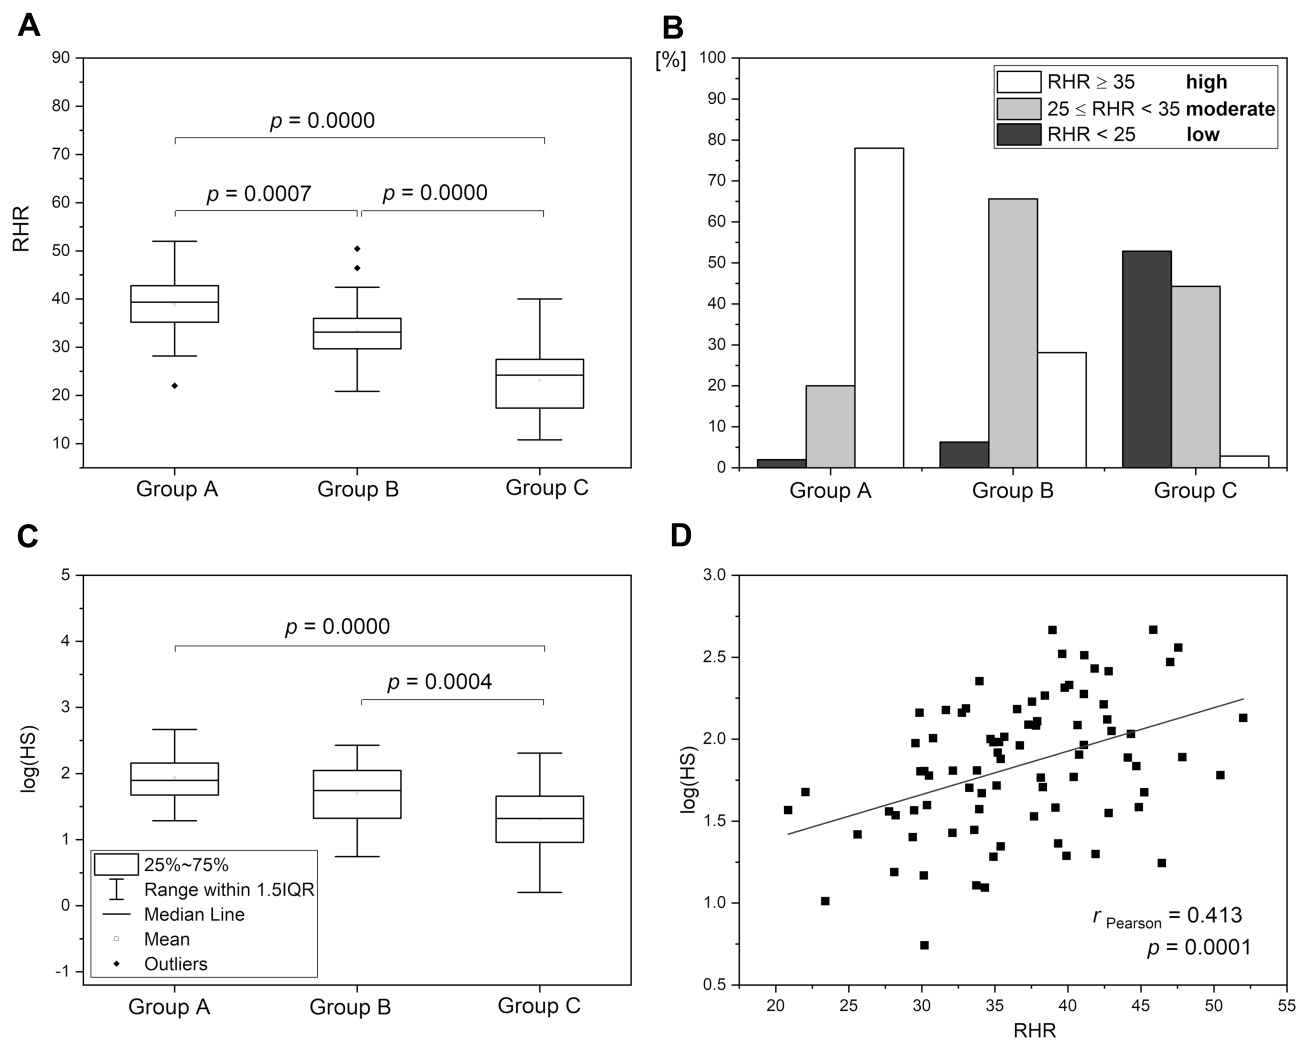 A
90
80
70
60
50
40
30
20
10
RHR
p = 0.0000
p = 0.0007
p = 0.0000
Group A
Group B
Group C
B
[%]
100
90
80
70
60
50
40
30
20
10
0
RHR ≥ 35 high
25 ≤ RHR < 35 moderate
RHR < 25 low
Group A
Group B
Group C
C
5
4
3
2
1
0
-1
log(HS)
p = 0.0000
p = 0.0004
25%~75%
Range within 1.5IQR
Median Line
Mean
Outliers
Group A
Group B
Group C
D
3.0
2.5
2.0
1.5
1.0
0.5
log(HS)
r Pearson = 0.413
p = 0.0001
20
25
30
35
40
45
50
55
RHR